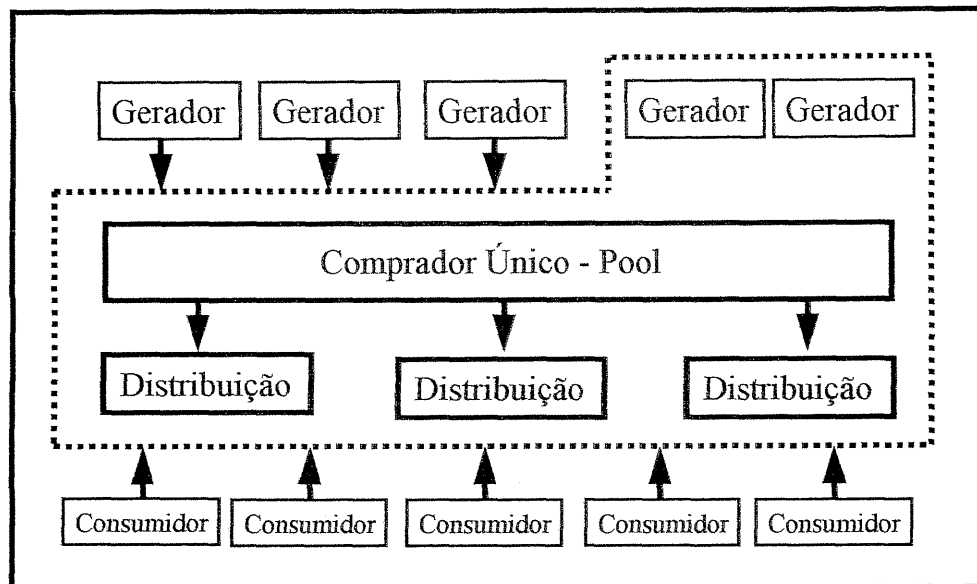 Gerador Gerador Gerador Gerador Gerador
Comprador Único - Pool
Distribuição Distribuição Distribuição
Consumidor Consumidor Consumidor Consumidor Consumidor